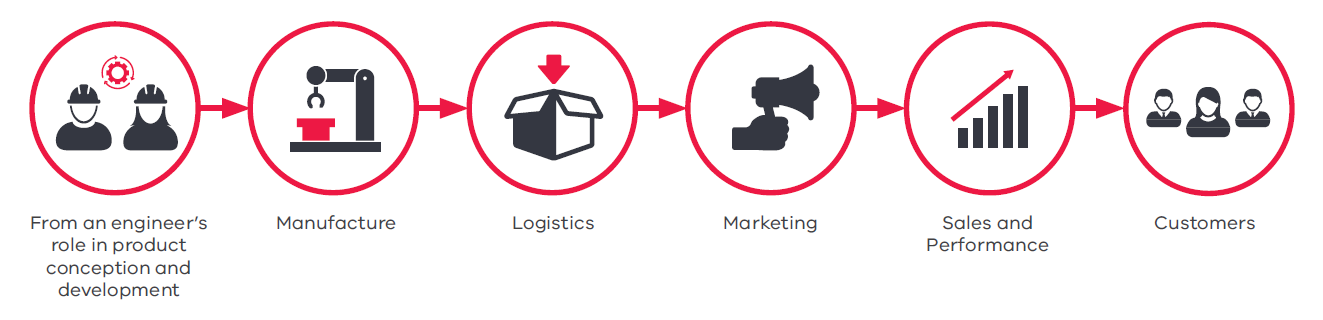 From an engineer's
role in product
conception and
development
Manufacture
Logistics
Marketing
Sales and
Performance
Customers